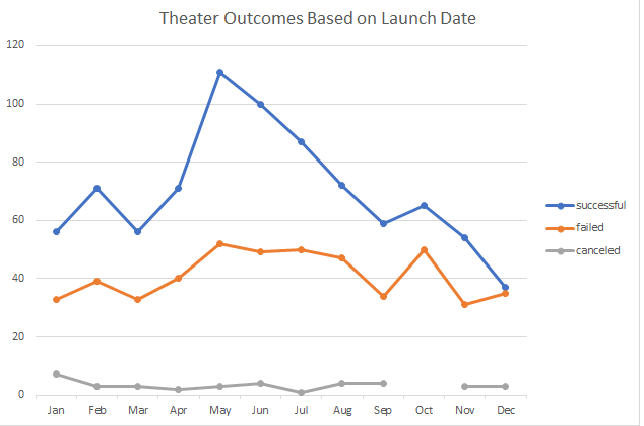 Theater Outcomes Based on Launch Date
120
100
80
60
40
20
0
Jan Feb Mar Apr May Jun Jul Aug Sep Oct Nov Dec
successful
failed
canceled